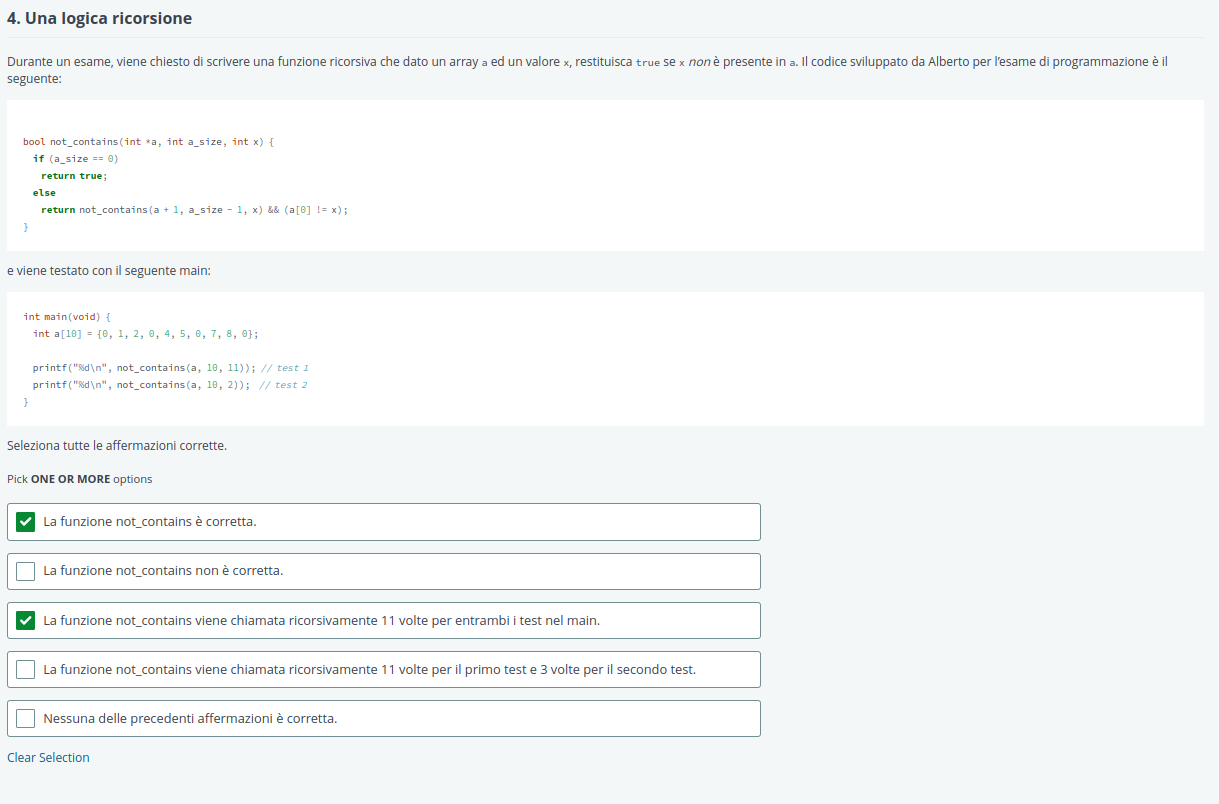 4. Una logica ricorsione
Durante un esame, viene chiesto di scrivere una funzione ricorsiva che dato un array a ed un valore x, restituisca true se x non è presente in a. Il codice sviluppato da Alberto per l'esame di programmazione è il
seguente:
bool not_contains(int *a, int a_size, int x) {
if (a_size == 0)
return true;
else
return not_contains(a + 1, a_size - 1, x) && (a[0] != x);
}
e viene testato con il seguente main:
int main(void) {
int a[10] = {0, 1, 2, 0, 4, 5, 0, 7, 8, 0};
printf("%d\n", not_contains(a, 10, 11)); // test 1
printf("%d\n", not_contains(a, 10, 2)); // test 2
}
Seleziona tutte le affermazioni corrette.
Pick ONE OR MORE options
La funzione not_contains è corretta.
La funzione not_contains non è corretta.
La funzione not_contains viene chiamata ricorsivamente 11 volte per entrambi i test nel main.
La funzione not_contains viene chiamata ricorsivamente 11 volte per il primo test e 3 volte per il secondo test.
Nessuna delle precedenti affermazioni è corretta.
Clear Selection